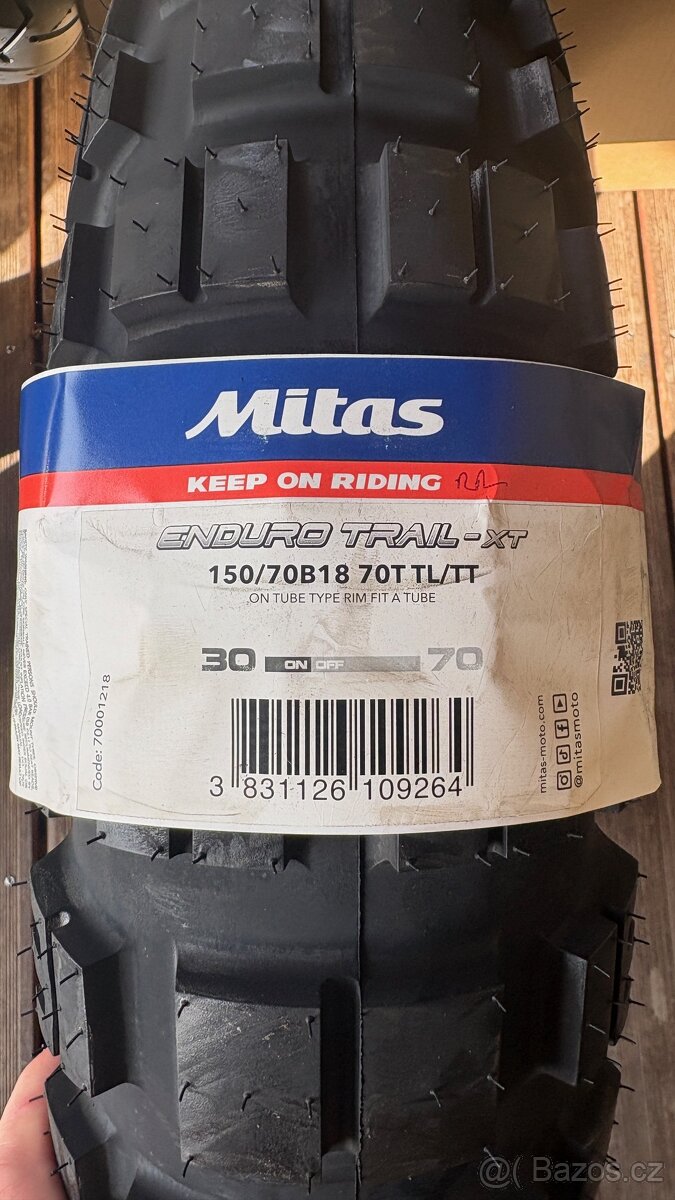 Mitas
KEEP ON RIDING
ENDURO TRAIL-XT
150/70B18 70T TL/TT
ON TUBE TYPE RIM FIT A TUBE
30 ON OFF 70
Code: 70001218
3 831126 109264
mitas-moto.com
@mitasmoto
@ Bazos.cz